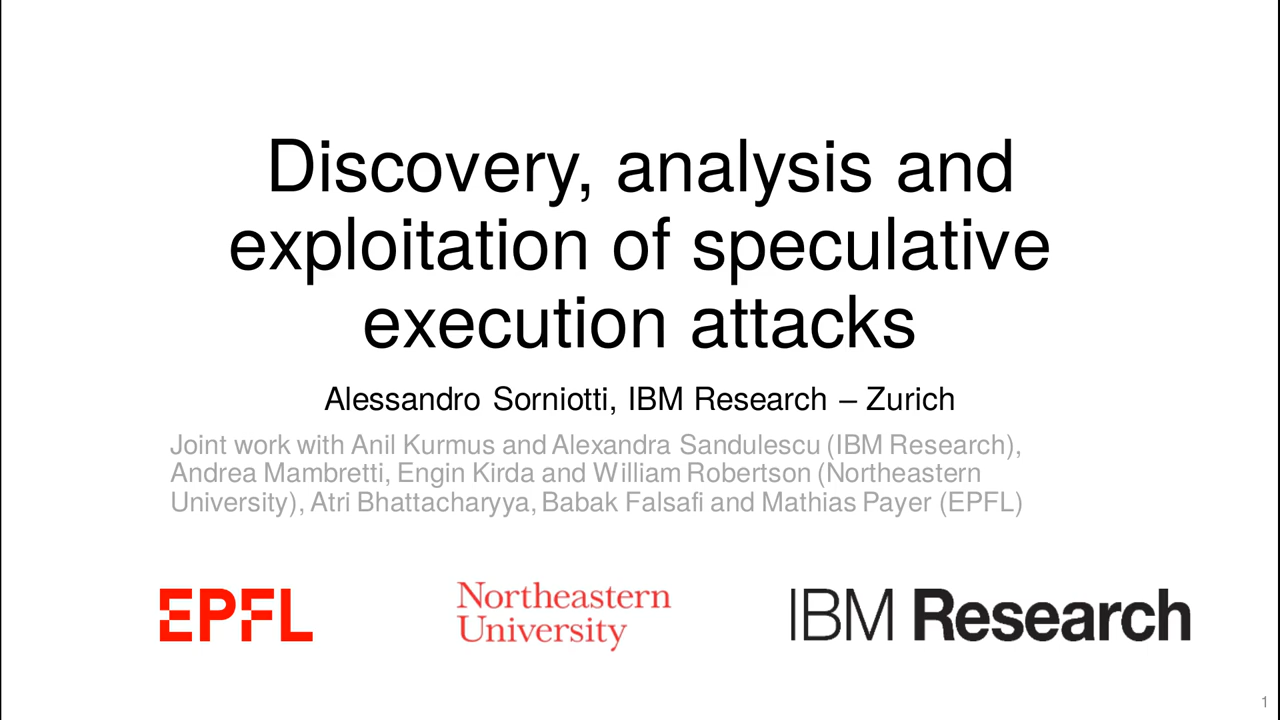 Discovery, analysis and
exploitation of speculative
execution attacks
Alessandro Sorniotti, IBM Research – Zurich
Joint work with Anil Kurmus and Alexandra Sandulescu (IBM Research),
Andrea Mambretti, Engin Kirda and William Robertson (Northeastern
University), Atri Bhattacharyya, Babak Falsafi and Mathias Payer (EPFL)
EPFL
Northeastern
University
IBM Research
1